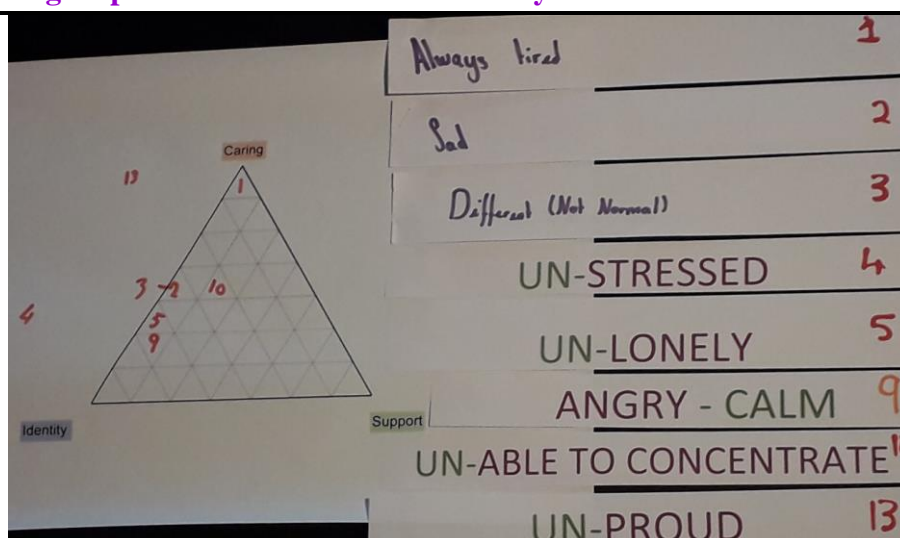 Caring
13
1
3 2 10
4
5
9
Identity
Support
Always tired 1
Sad 2
Different (Not Normal) 3
UN-STRESSED 4
UN-LONELY 5
ANGRY - CALM 9
UN-ABLE TO CONCENTRATE
UN-PROUD 13